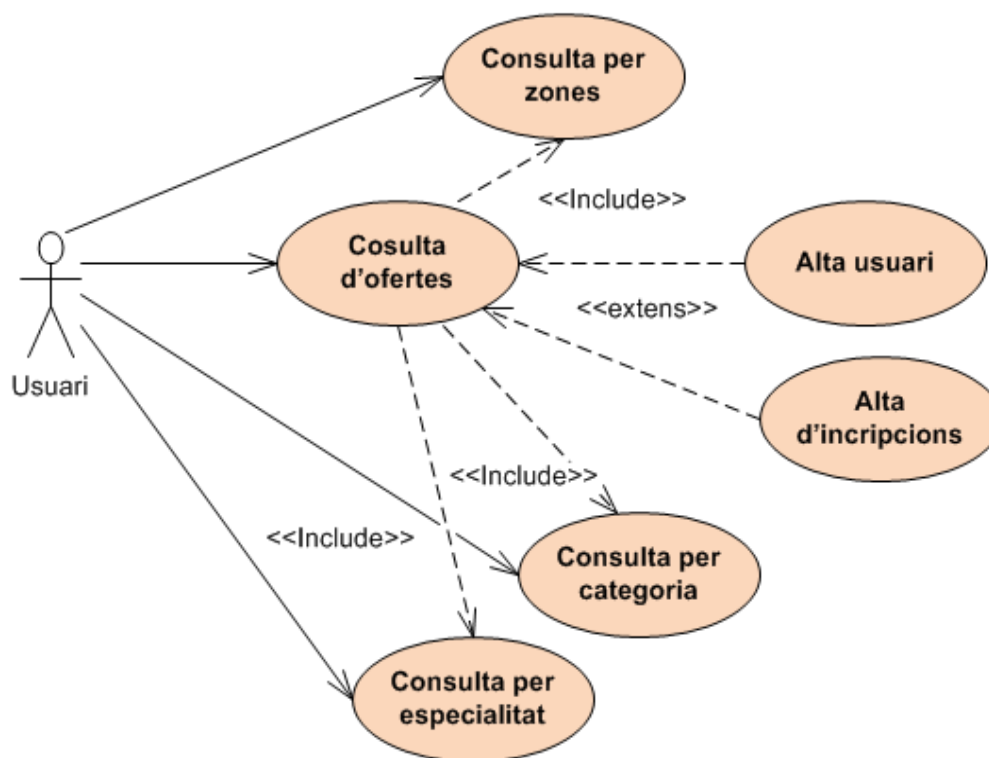 Consulta per
zones
<<Include>>
Cosulta
d'ofertes
Alta usuari
<<extens>>
Usuari
Alta
d'incripcions
<<Include>>
<<Include>>
Consulta per
categoria
Consulta per
especialitat